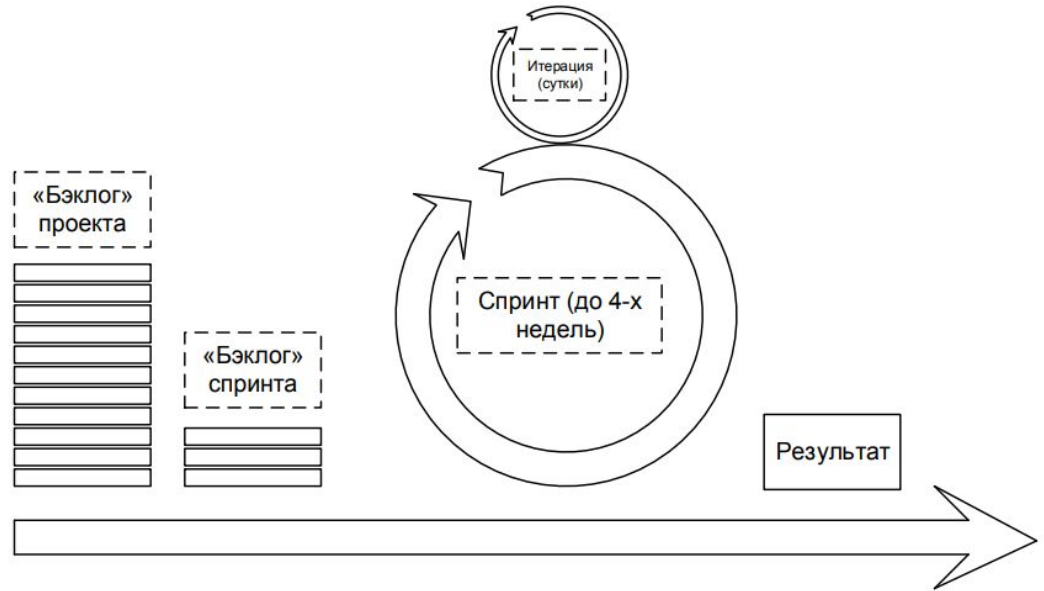 Итерация
(сутки)
«Бэклог»
проекта
Спринт (до 4-х
недель)
«Бэклог»
спринта
Результат